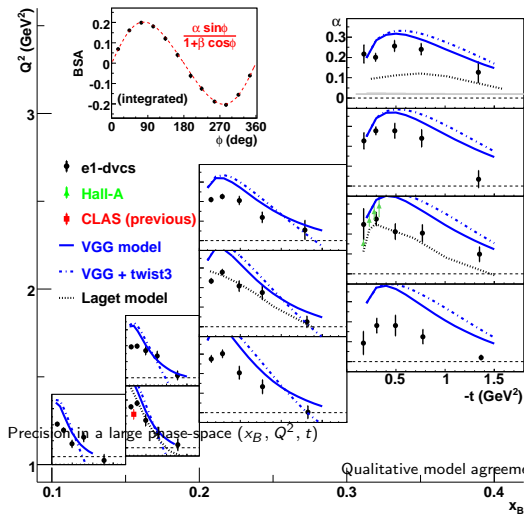 Q² (GeV²)
3
2
1
BSA
0.2
0.1
0
-0.1
-0.2
α sinϕ
1+β cosϕ
(integrated)
0 90 180 270 360
ϕ (deg)
e1-dvcs
Hall-A
CLAS (previous)
VGG model
VGG + twist3
Laget model
α
0.3
0.2
0.1
0
0.5 1 1.5
-t (GeV²)
Precision in a large phase-space (x_B, Q², t)
Qualitative model agreeme
0.1 0.2 0.3 0.4
x_B